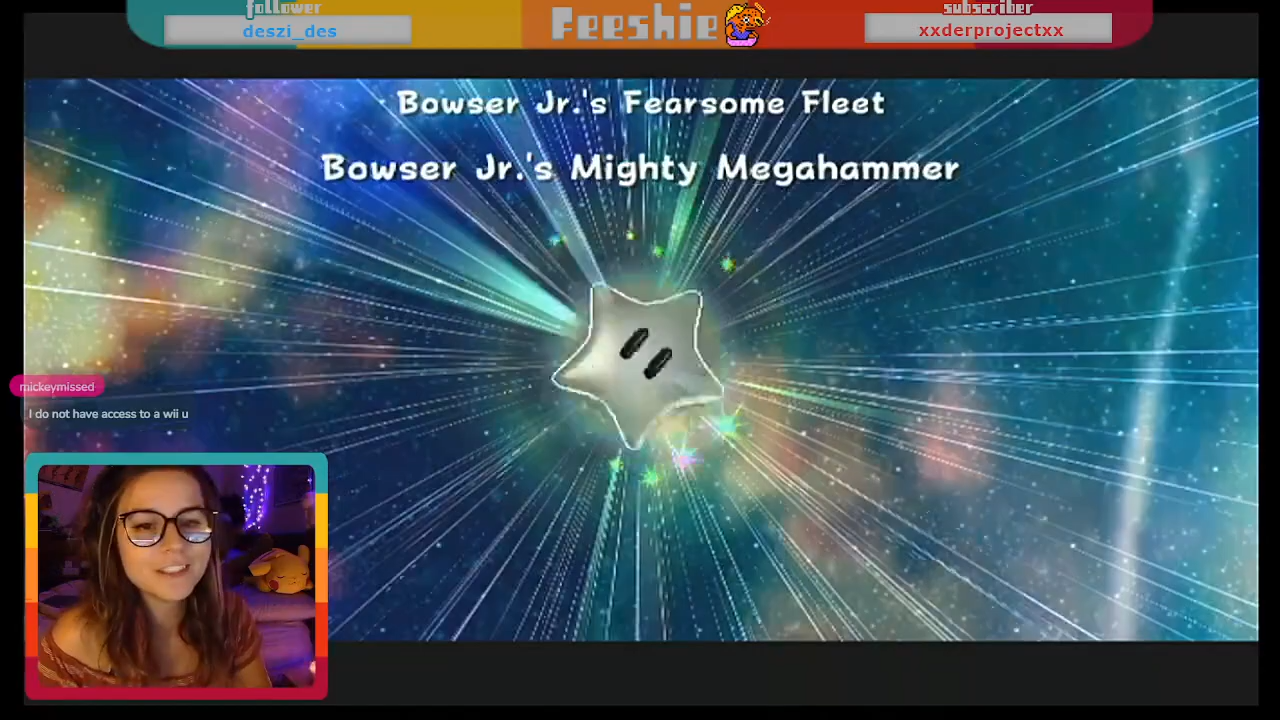 follower
deszi_des
Feeshie
subscriber
xxderprojectxx
Bowser Jr.'s Fearsome Fleet
Bowser Jr.'s Mighty Megahammer
mickeymissed
I do not have access to a wii u